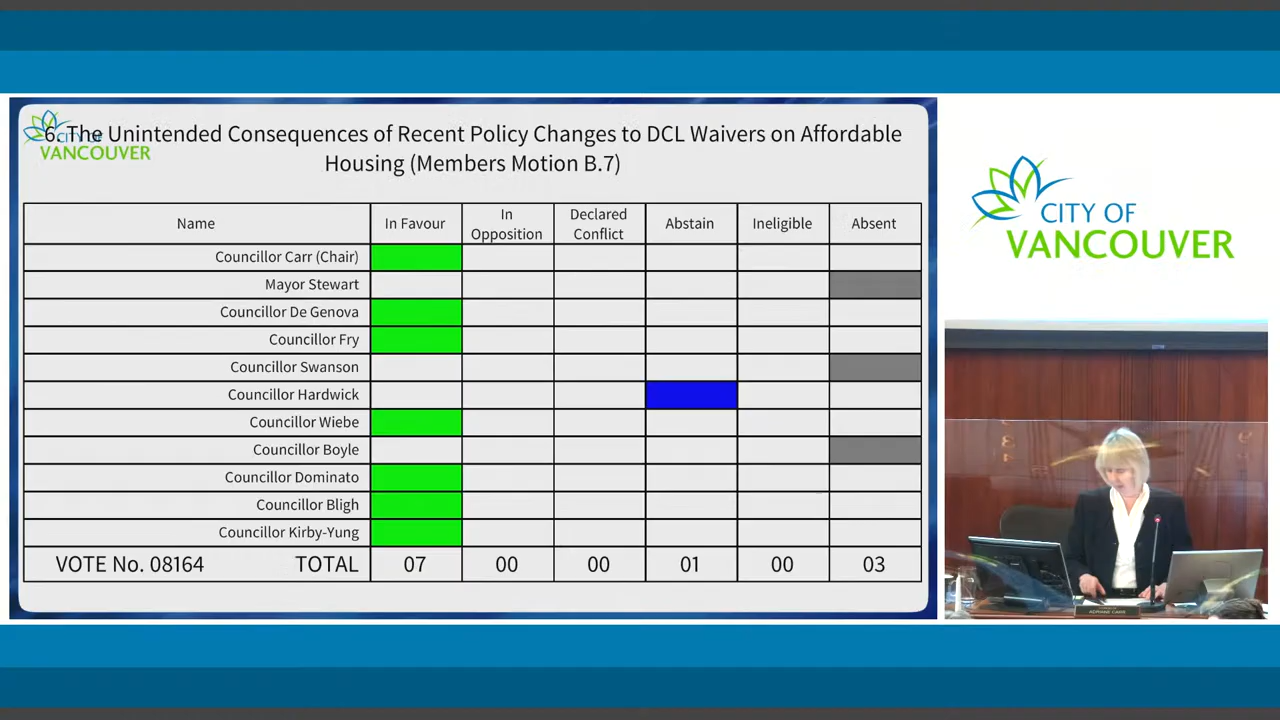 6. The Unintended Consequences of Recent Policy Changes to DCL Waivers on Affordable
Housing (Members Motion B.7)
CITY OF
VANCOUVER
Name In Favour In Opposition Declared Conflict Abstain Ineligible Absent
Councillor Carr (Chair)
Mayor Stewart
Councillor De Genova
Councillor Fry
Councillor Swanson
Councillor Hardwick
Councillor Wiebe
Councillor Boyle
Councillor Dominato
Councillor Bligh
Councillor Kirby-Yung
VOTE No. 08164 TOTAL 07 00 00 01 00 03
CITY OF
VANCOUVER
ADRIANE CARR